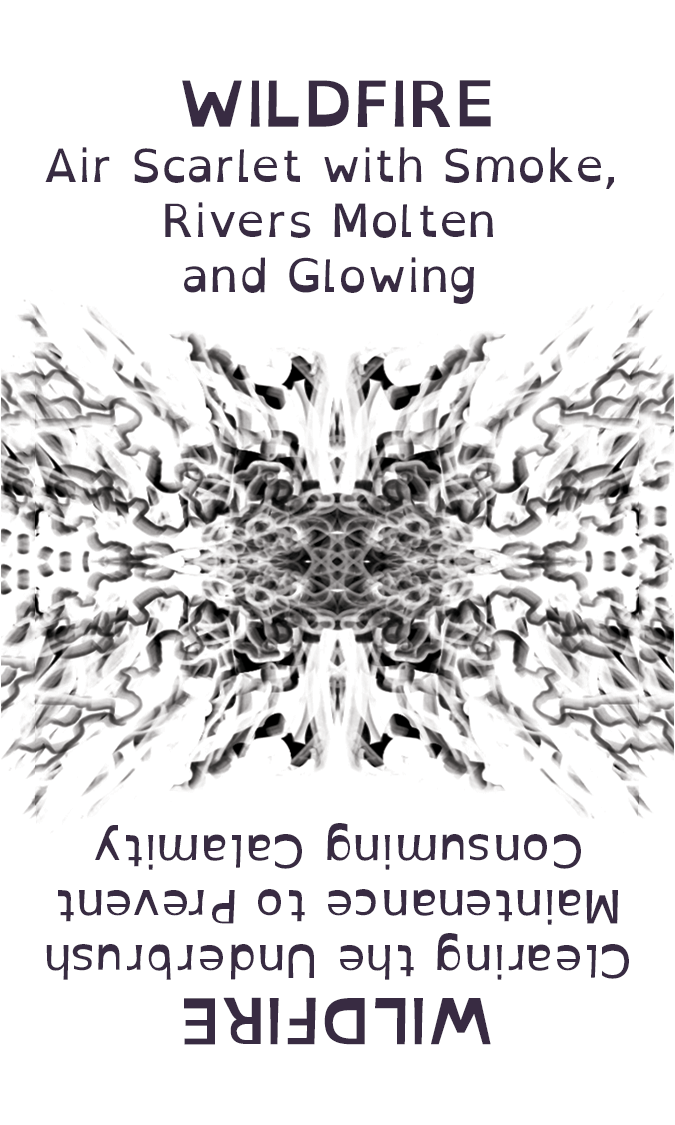 WILDFIRE
Air Scarlet with Smoke,
Rivers Molten
and Glowing
WILDFIRE
Clearing the Underbrush
Maintenance to Prevent
Consuming Calamity